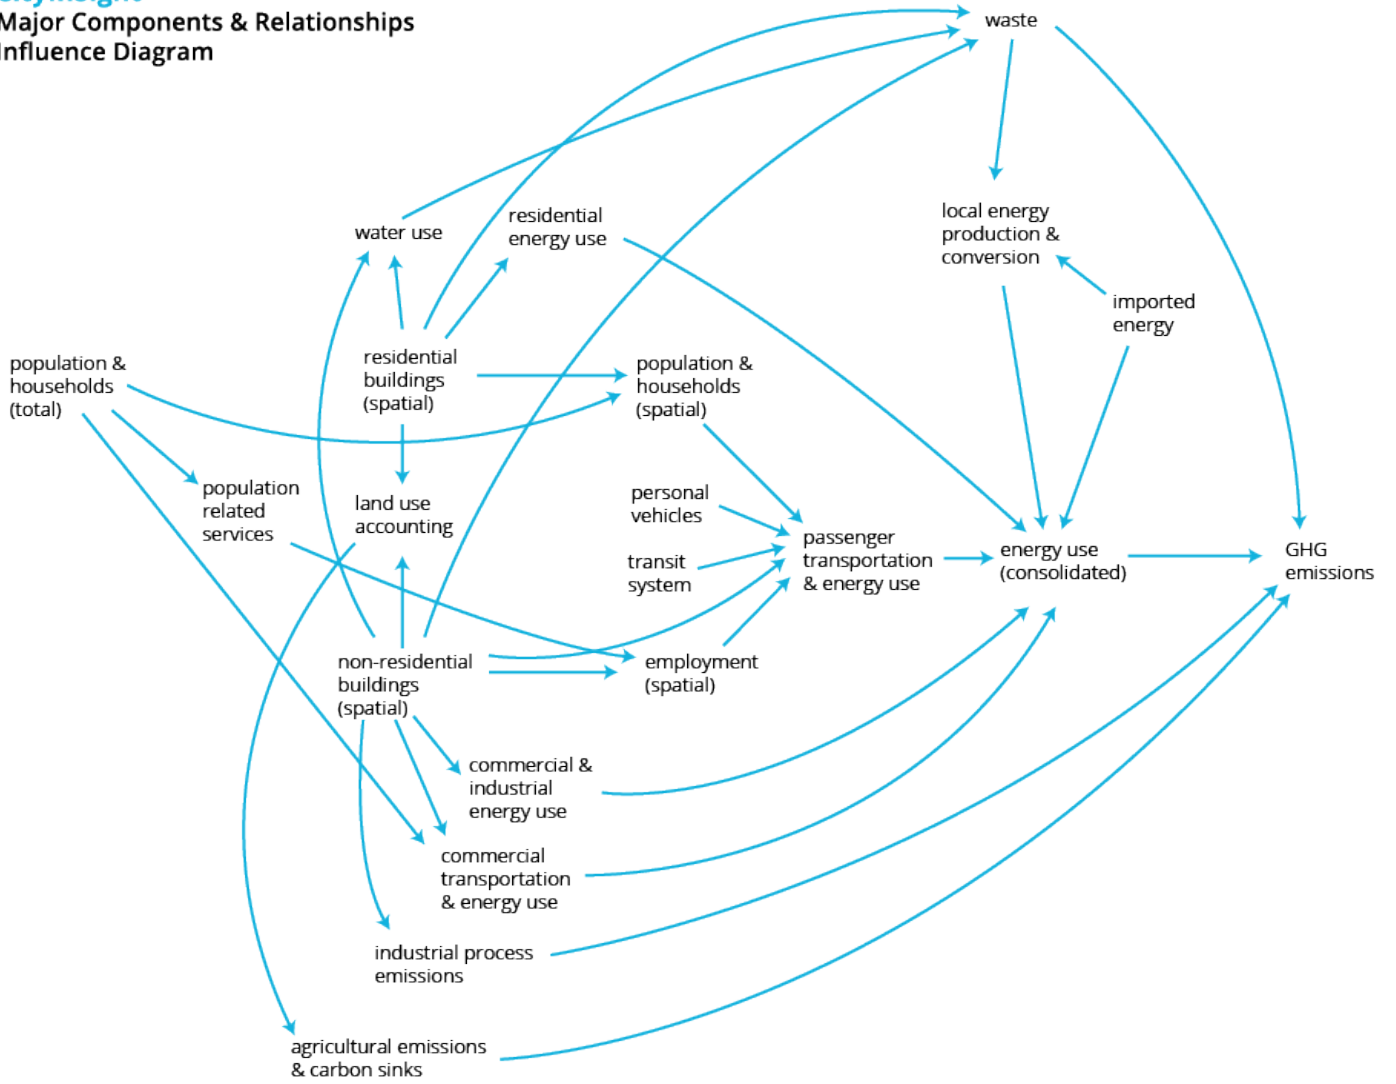 Major Components & Relationships
Influence Diagram
waste
water use
residential
energy use
local energy
production &
conversion
imported
energy
population &
households
(total)
residential
buildings
(spatial)
population &
households
(spatial)
population
related
services
land use
accounting
personal
vehicles
transit
system
passenger
transportation
& energy use
energy use
(consolidated)
GHG
emissions
non-residential
buildings
(spatial)
employment
(spatial)
commercial &
industrial
energy use
commercial
transportation
& energy use
industrial process
emissions
agricultural emissions
& carbon sinks